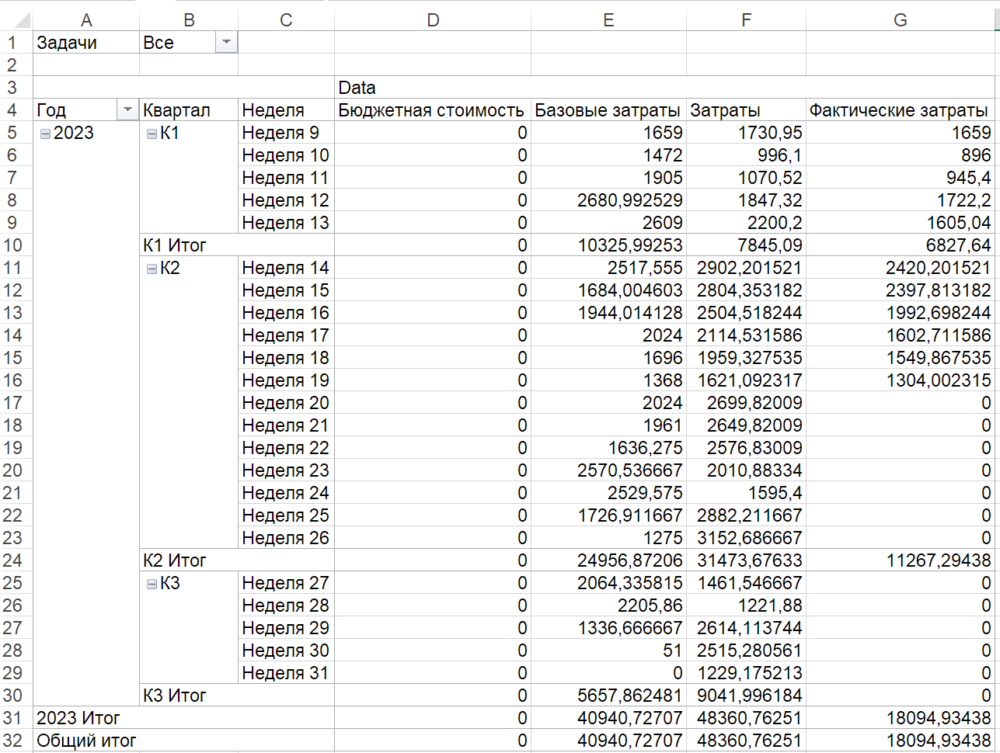 A B C D E F G
1 Задачи Все
2
3 Data
4 Год Квартал Неделя Бюджетная стоимость Базовые затраты Затраты Фактические затраты
5 2023 К1 Неделя 9 0 1659 1730,95 1659
6 Неделя 10 0 1472 996,1 896
7 Неделя 11 0 1905 1070,52 945,4
8 Неделя 12 0 2680,992529 1847,32 1722,2
9 Неделя 13 0 2609 2200,2 1605,04
10 К1 Итог 0 10325,99253 7845,09 6827,64
11 К2 Неделя 14 0 2517,555 2902,201521 2420,201521
12 Неделя 15 0 1684,004603 2804,353182 2397,813182
13 Неделя 16 0 1944,014128 2504,518244 1992,698244
14 Неделя 17 0 2024 2114,531586 1602,711586
15 Неделя 18 0 1696 1959,327535 1549,867535
16 Неделя 19 0 1368 1621,092317 1304,002315
17 Неделя 20 0 2024 2699,82009 0
18 Неделя 21 0 1961 2649,82009 0
19 Неделя 22 0 1636,275 2576,83009 0
20 Неделя 23 0 2570,536667 2010,88334 0
21 Неделя 24 0 2529,575 1595,4 0
22 Неделя 25 0 1726,911667 2882,211667 0
23 Неделя 26 0 1275 3152,686667 0
24 К2 Итог 0 24956,87206 31473,67633 11267,29438
25 К3 Неделя 27 0 2064,335815 1461,546667 0
26 Неделя 28 0 2205,86 1221,88 0
27 Неделя 29 0 1336,666667 2614,113744 0
28 Неделя 30 0 51 2515,280561 0
29 Неделя 31 0 0 1229,175213 0
30 К3 Итог 0 5657,862481 9041,996184 0
31 2023 Итог 0 40940,72707 48360,76251 18094,93438
32 Общий итог 0 40940,72707 48360,76251 18094,93438